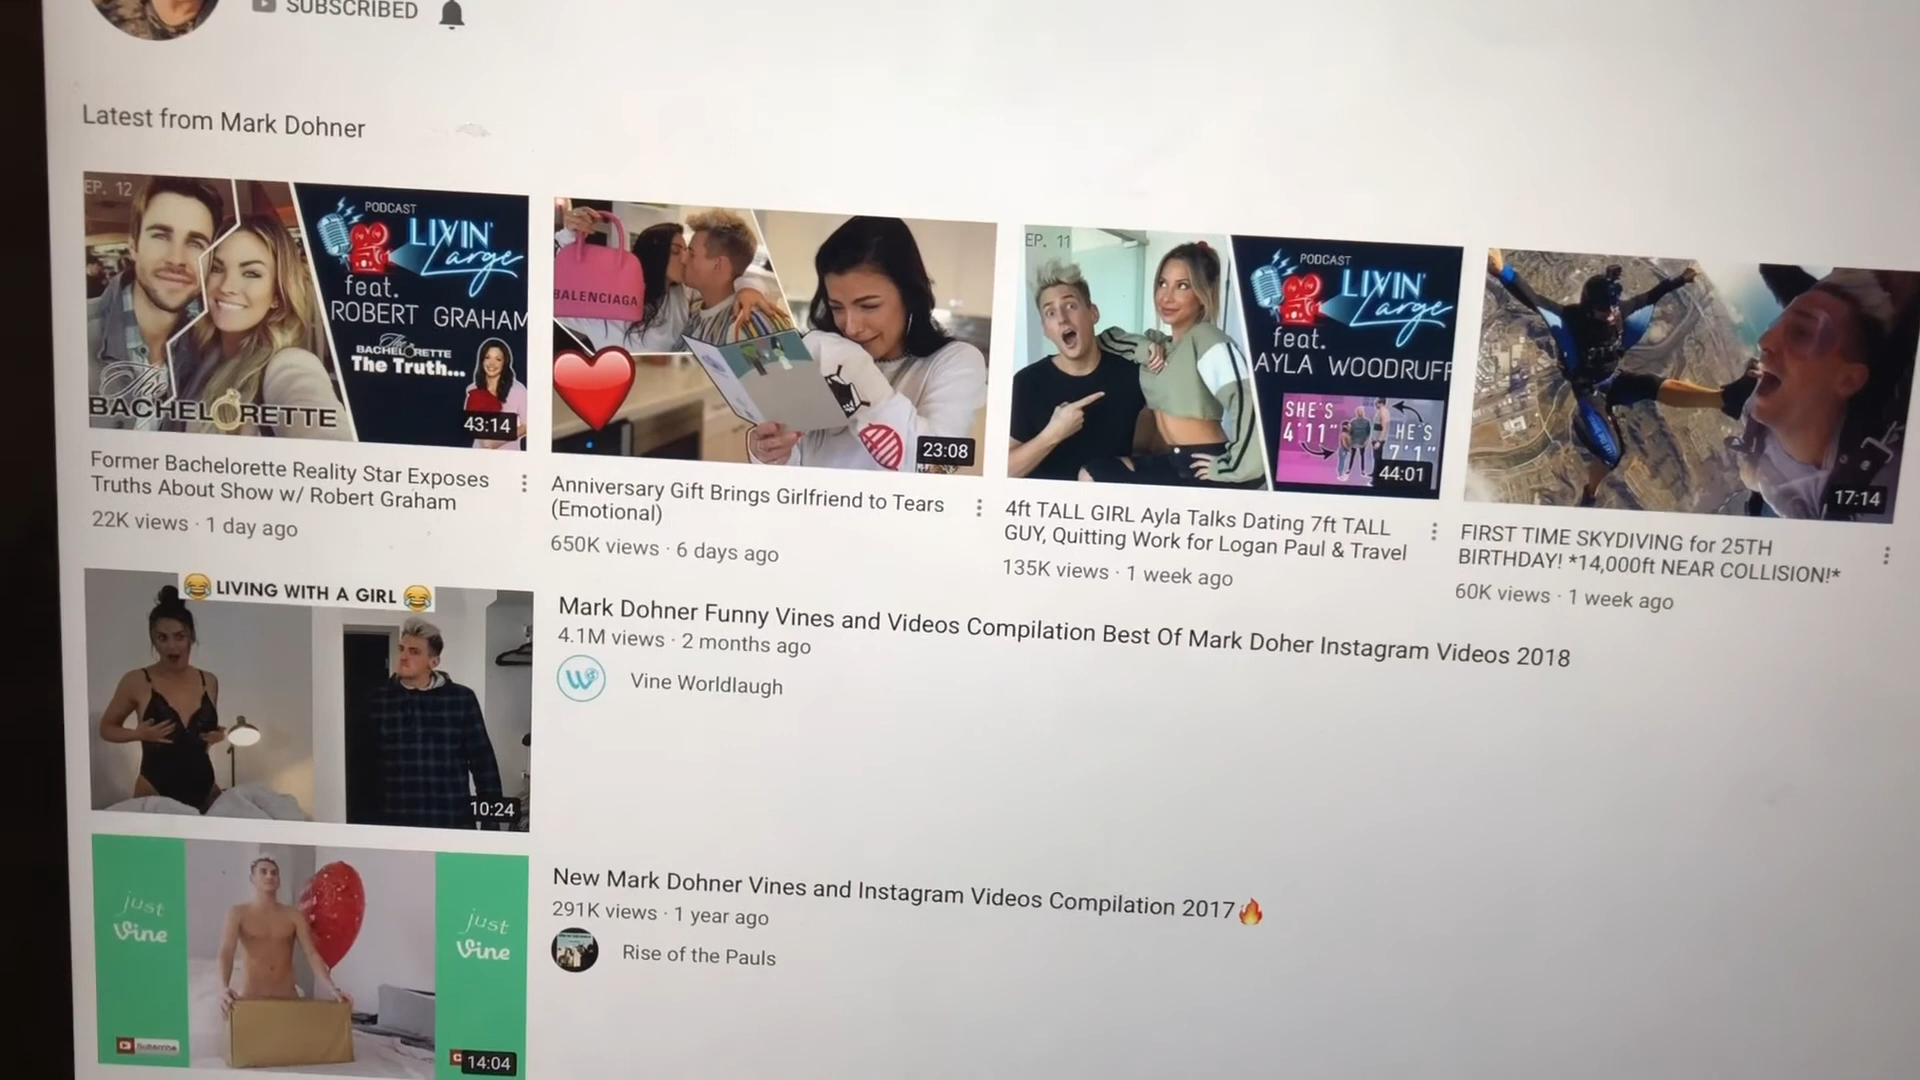 SUBSCRIBED
Latest from Mark Dohner
EP. 12
PODCAST
LIVIN'
Large
feat.
ROBERT GRAHAM
The
BACHELORETTE
The Truth...
The
BACHELORETTE
43:14
Former Bachelorette Reality Star Exposes
Truths About Show w/ Robert Graham
22K views · 1 day ago
BALENCIAGA
23:08
Anniversary Gift Brings Girlfriend to Tears
(Emotional)
650K views · 6 days ago
EP. 11
PODCAST
LIVIN'
Large
feat.
AYLA WOODRUFF
SHE'S
4'11"
HE'S
7'1"
44:01
4ft TALL GIRL Ayla Talks Dating 7ft TALL
GUY, Quitting Work for Logan Paul & Travel
135K views · 1 week ago
17:14
FIRST TIME SKYDIVING for 25TH
BIRTHDAY! *14,000ft NEAR COLLISION!*
60K views · 1 week ago
😂 LIVING WITH A GIRL 😂
10:24
Mark Dohner Funny Vines and Videos Compilation Best Of Mark Doher Instagram Videos 2018
4.1M views · 2 months ago
W
Vine Worldlaugh
just
Vine
Subscribe
just
Vine
14:04
New Mark Dohner Vines and Instagram Videos Compilation 2017🔥
291K views · 1 year ago
Rise of the Pauls